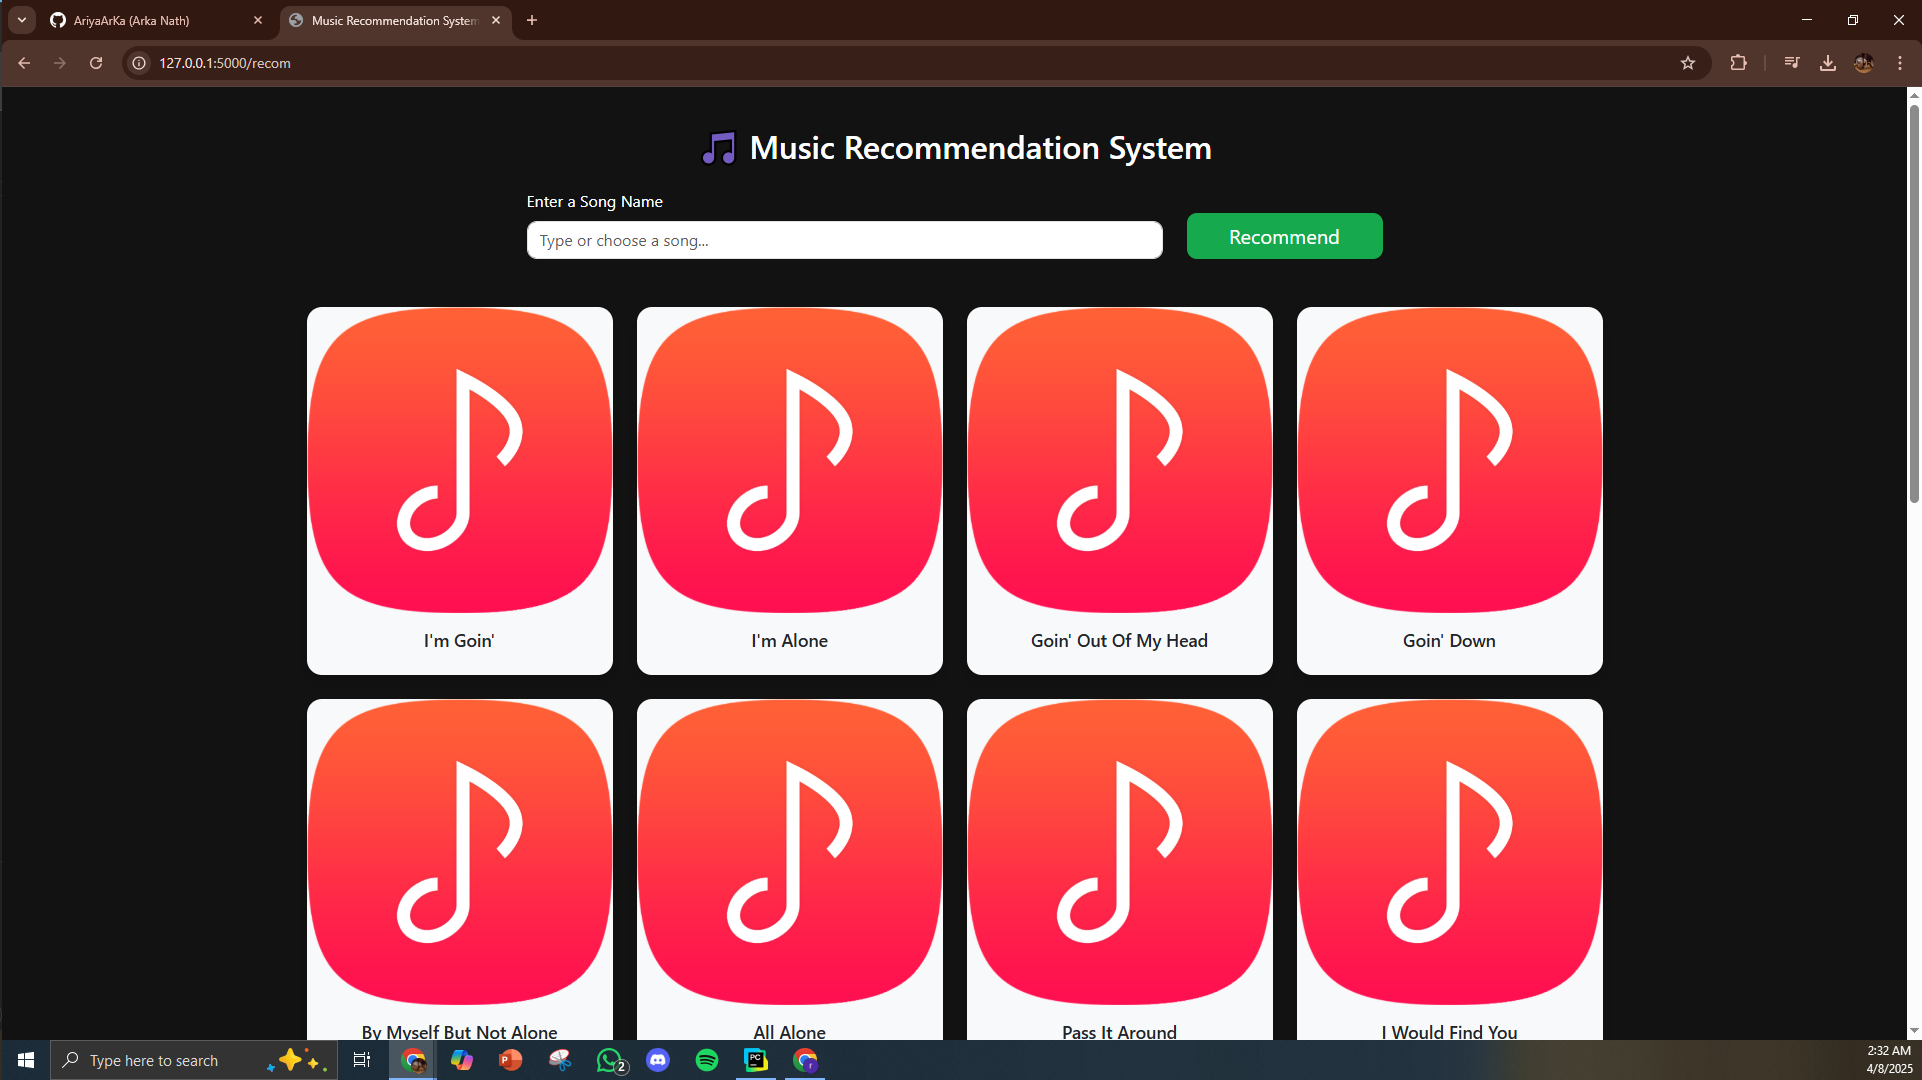 AriyaArKa (Arka Nath)
Music Recommendation System
127.0.0.1:5000/recom
Music Recommendation System
Enter a Song Name
Type or choose a song...
Recommend
I'm Goin'
I'm Alone
Goin' Out Of My Head
Goin' Down
By Myself But Not Alone
All Alone
Pass It Around
I Would Find You
Type here to search
P
2
PC
r
2:32 AM
4/8/2025